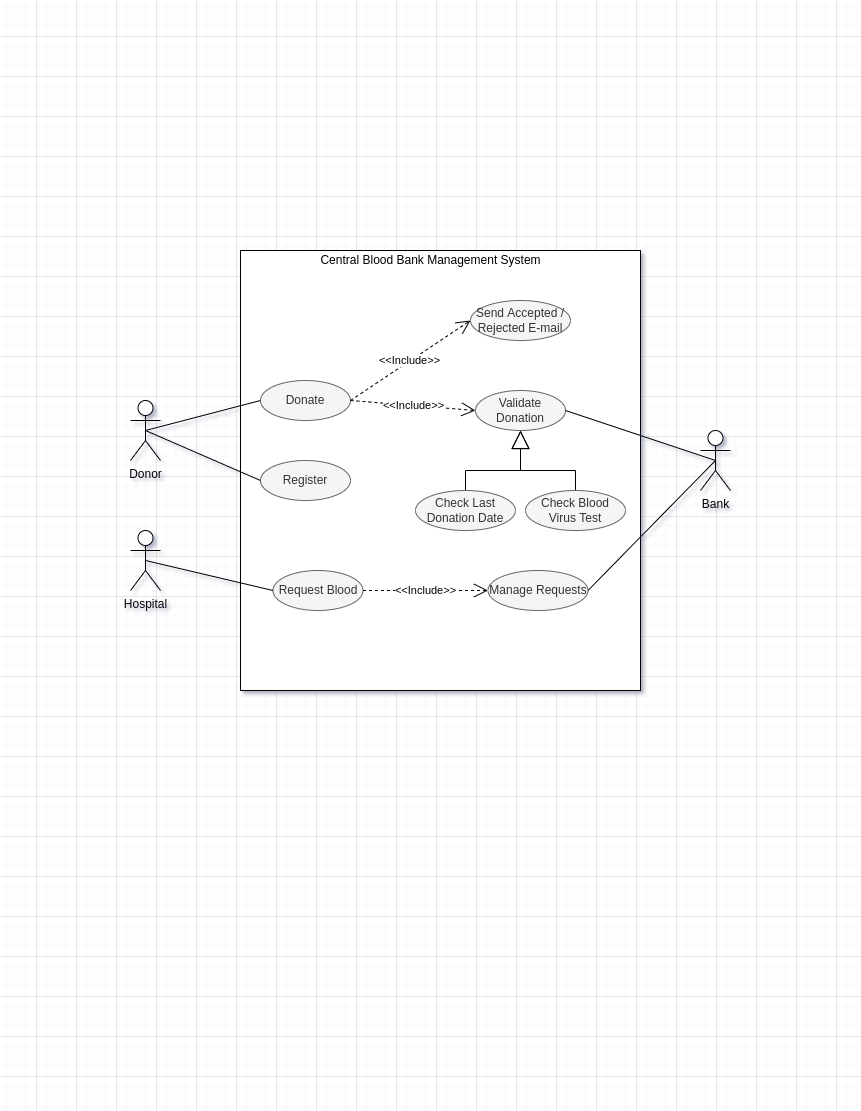 Central Blood Bank Management System
Send Accepted /
Rejected E-mail
<<Include>>
Donate
<<Include>>
Validate
Donation
Donor
Register
Check Last
Donation Date
Check Blood
Virus Test
Bank
Hospital
Request Blood
<<Include>>
Manage Requests